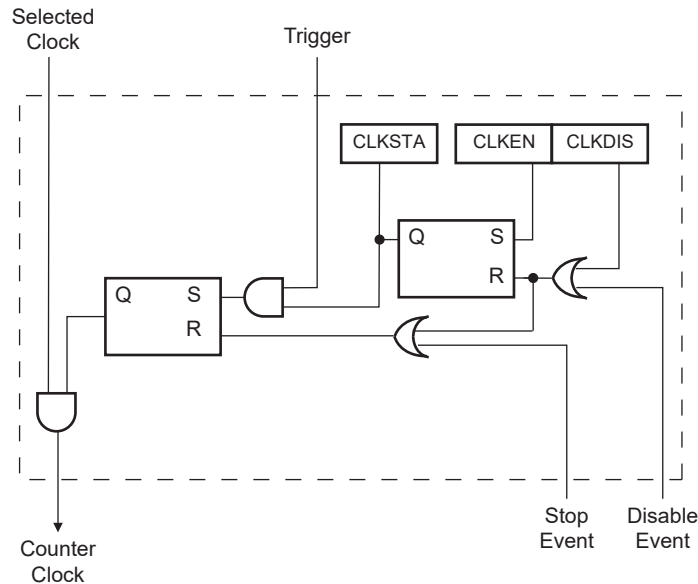 Selected
Clock
Trigger
CLKSTA
CLKEN
CLKDIS
Q
S
R
Q
S
R
Stop
Event
Disable
Event
Counter
Clock